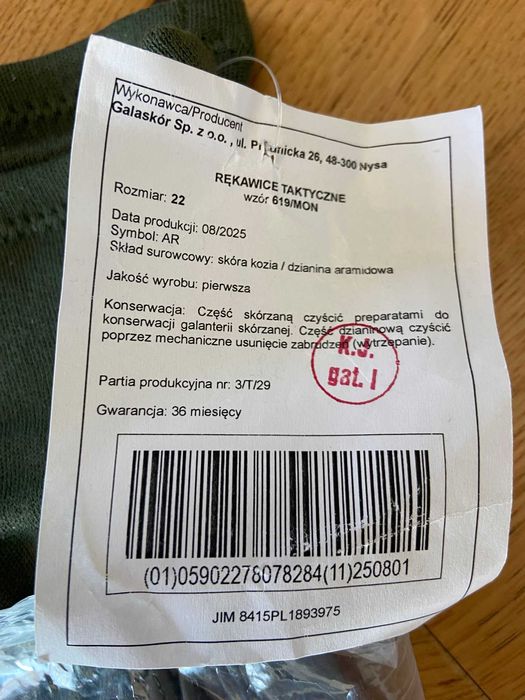 Wykonawca/Producent
Galaskór Sp. z o.o., ul. 26, 48-300 Nysa
RĘKAWICE TAKTYCZNE
wzór 619/MON
Rozmiar: 22
Data produkcji: 08/2025
Symbol: AR
Skład surowcowy: skóra kozia / dzianina aramidowa
Jakość wyrobu: pierwsza
Konserwacja: Część skórzaną czyścić preparatami do
konserwacji galanterii skórzanej. Część dzianinową czyścić
poprzez mechaniczne usunięcie zabrudzeń (wytrzępanie).
K.J.
gat. I
Partia produkcyjna nr: 3/T/29
Gwarancja: 36 miesięcy
(01)05902278078284(11)250801
JIM 8415PL1893975